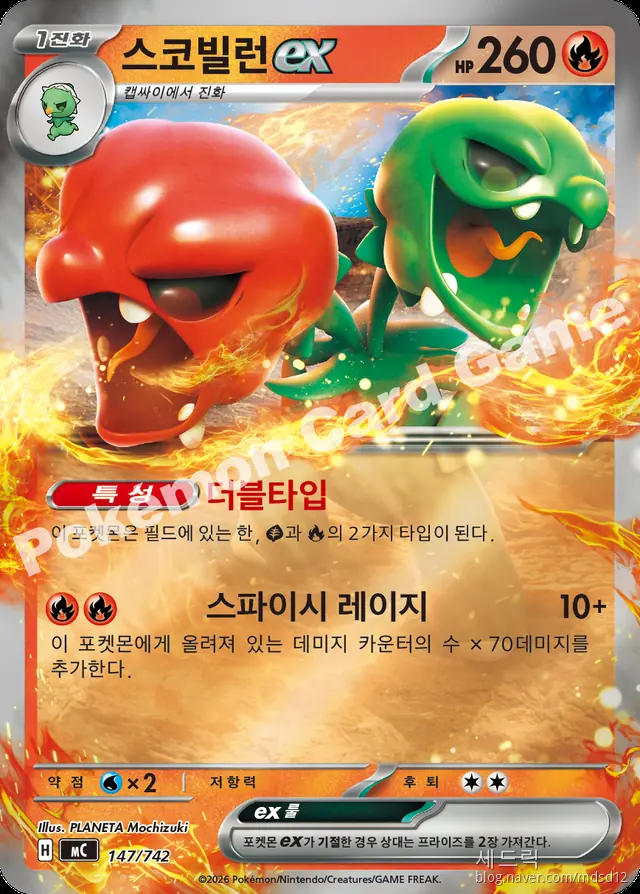 1진화
스코빌런ex
HP260
캡싸이에서 진화
Pokémon Card Game
특성 더블타입
이 포켓몬은 필드에 있는 한, 과 의 2가지 타입이 된다.
스파이시 레이지 10+
이 포켓몬에게 올려져 있는 데미지 카운터의 수 ×70데미지를
추가한다.
약점 ×2 저항력 후퇴
Illus. PLANETA Mochizuki
H MC 147/742
ex 룰
포켓몬 ex가 기절한 경우 상대는 프라이즈를 2장 가져간다.
세드릭
blog.naver.com/mdsd12
©2026 Pokémon/Nintendo/Creatures/GAME FREAK.